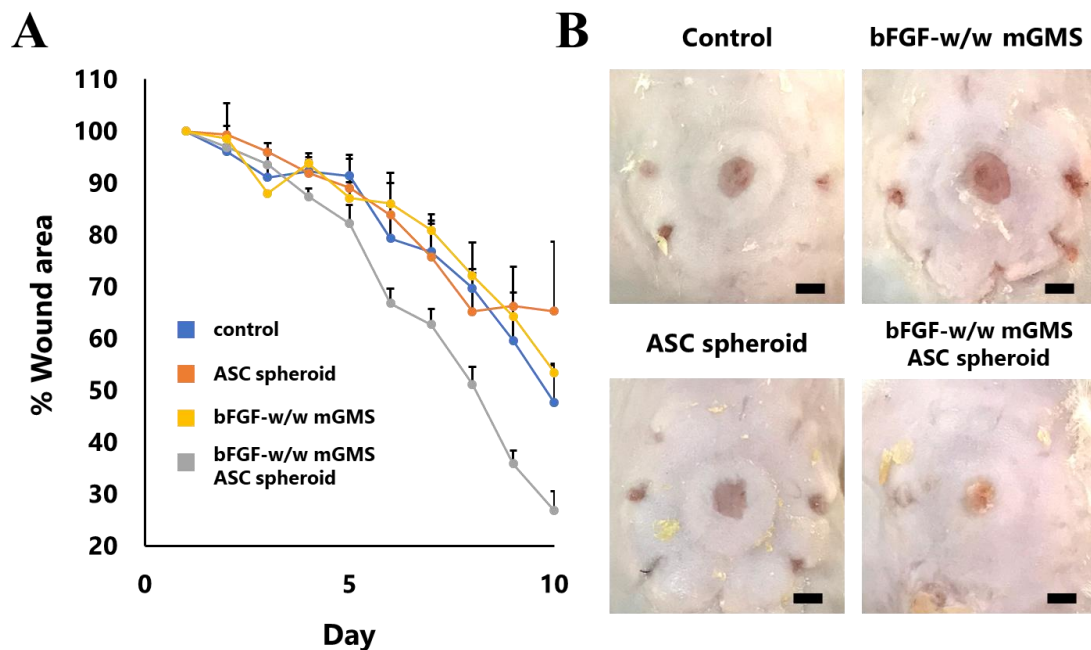 A
110
100
90
80
70
60
50
40
30
20
% Wound area
control
ASC spheroid
bFGF-w/w mGMS
bFGF-w/w mGMS
ASC spheroid
0
5
10
Day
B
Control
bFGF-w/w mGMS
ASC spheroid
bFGF-w/w mGMS
ASC spheroid